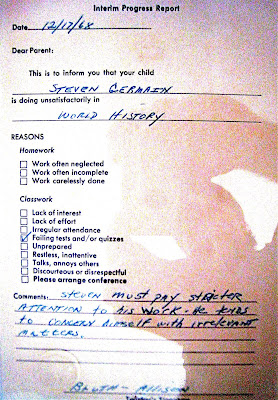 Interim Progress Report
Date 12/17/68
Dear Parent:
This is to inform you that your child
STEVEN GERMAIN
is doing unsatisfactorily in
WORLD HISTORY
REASONS
Homework
Work often neglected
Work often incomplete
Work carelessly done
Classwork
Lack of interest
Lack of effort
Irregular attendance
Failing tests and/or quizzes
Unprepared
Restless, inattentive
Talks, annoys others
Discourteous or disrespectful
Please arrange conference
Comments: STEVEN MUST PAY STRICTER
ATTENTION TO his WORK. He TENDS
to CONCERN himself with irrelevant
MATTERS.